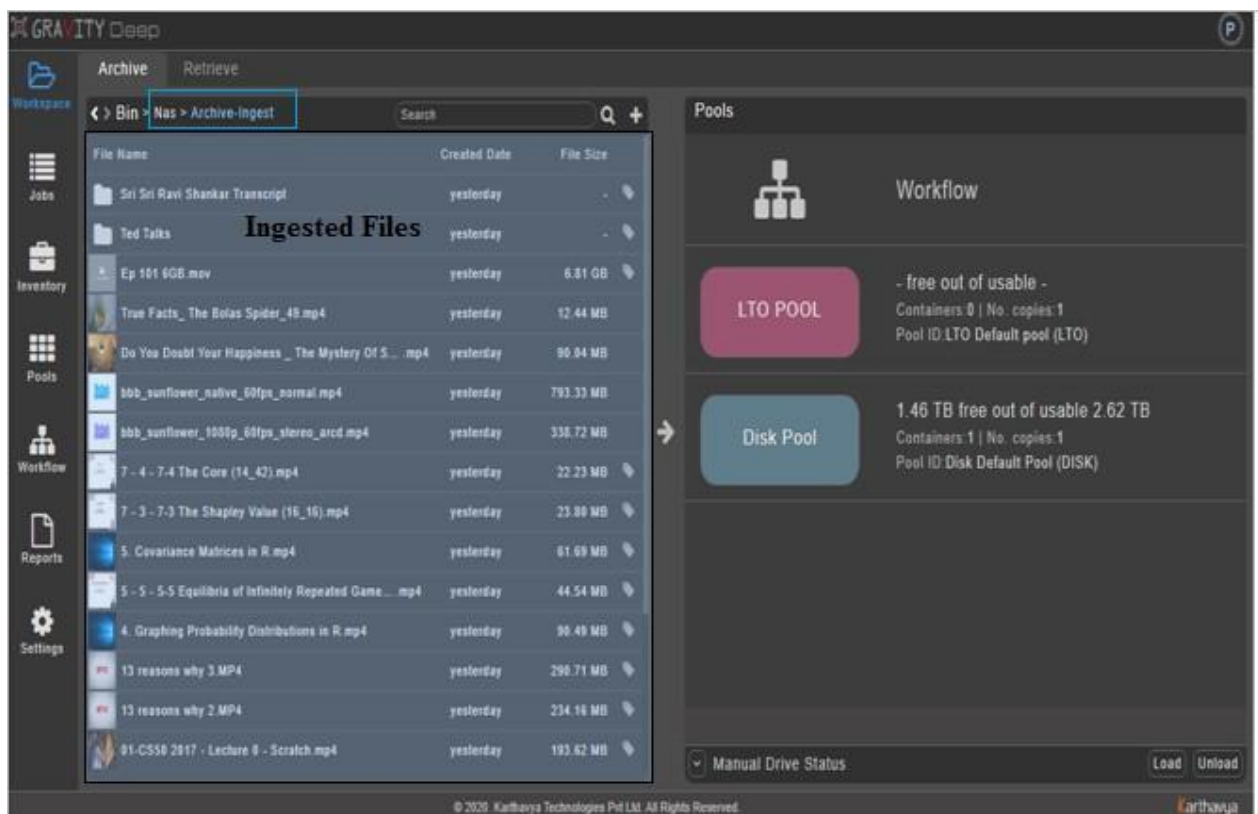 GRAVITY Deep
P
Workspace
Jobs
Inventory
Pools
Workflow
Reports
Settings
Archive Retrieve
< > Bin > Nas > Archive-Ingest Search
File Name Created Date File Size
Sri Sri Ravi Shankar Transcript yesterday -
Ted Talks yesterday -
Ingested Files
Ep 101 6GB.mov yesterday 6.81 GB
True Facts_ The Bolas Spider_49.mp4 yesterday 12.44 MB
Do You Doubt Your Happiness _ The Mystery Of S... .mp4 yesterday 90.04 MB
bbb_sunflower_native_60fps_normal.mp4 yesterday 793.33 MB
bbb_sunflower_1080p_60fps_stereo_arcd.mp4 yesterday 338.72 MB
7 - 4 - 7-4 The Core (14_42).mp4 yesterday 22.23 MB
7 - 3 - 7-3 The Shapley Value (16_16).mp4 yesterday 23.80 MB
5. Covariance Matrices in R.mp4 yesterday 61.69 MB
5 - 5 - 5-5 Equilibria of Infinitely Repeated Game... .mp4 yesterday 44.54 MB
4. Graphing Probability Distributions in R.mp4 yesterday 90.49 MB
13 reasons why 3.MP4 yesterday 290.71 MB
13 reasons why 2.MP4 yesterday 234.16 MB
01-CS50 2017 - Lecture 0 - Scratch.mp4 yesterday 193.62 MB
Pools
Workflow
LTO POOL
- free out of usable -
Containers:0 | No. copies:1
Pool ID:LTO Default pool (LTO)
Disk Pool
1.46 TB free out of usable 2.62 TB
Containers:1 | No. copies:1
Pool ID:Disk Default Pool (DISK)
Manual Drive Status Load Unload
© 2020. Karthavya Technologies Pvt Ltd. All Rights Reserved.
Karthavya